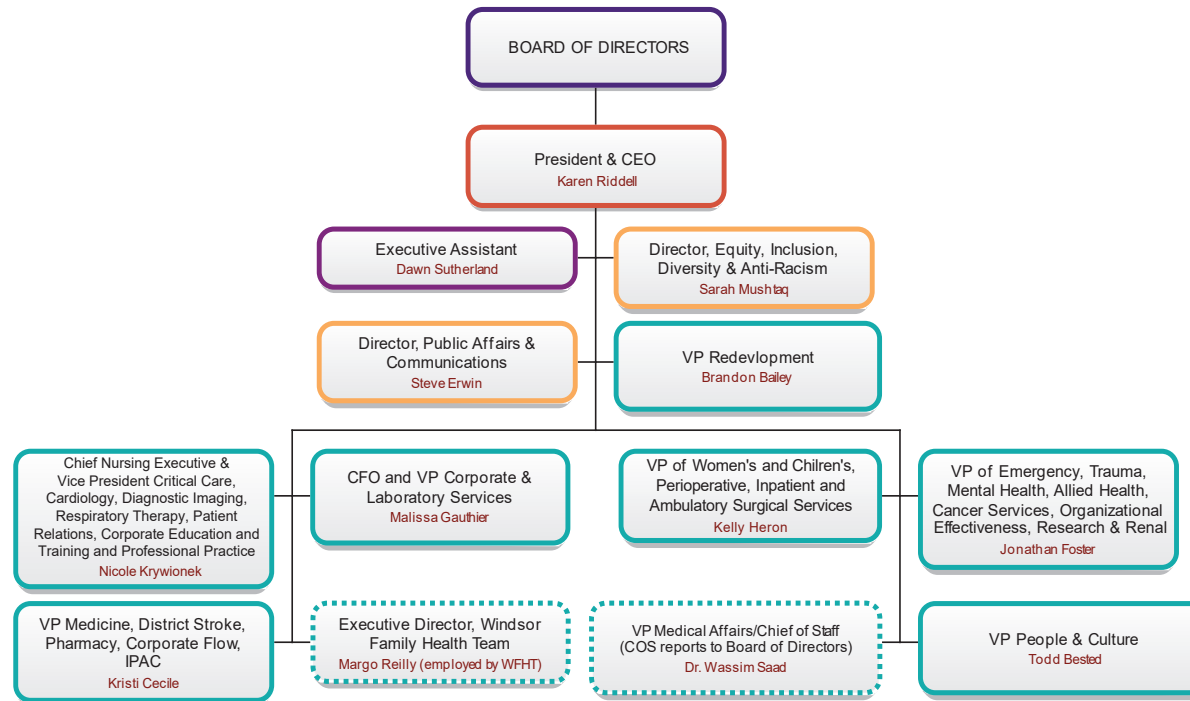 BOARD OF DIRECTORS
President & CEO
Karen Riddell
Executive Assistant
Dawn Sutherland
Director, Equity, Inclusion,
Diversity & Anti-Racism
Sarah Mushtaq
Director, Public Affairs &
Communications
Steve Erwin
VP Redevlopment
Brandon Bailey
Chief Nursing Executive &
Vice President Critical Care,
Cardiology, Diagnostic Imaging,
Respiratory Therapy, Patient
Relations, Corporate Education and
Training and Professional Practice
Nicole Krywionek
CFO and VP Corporate &
Laboratory Services
Malissa Gauthier
VP of Women's and Chilren's,
Perioperative, Inpatient and
Ambulatory Surgical Services
Kelly Heron
VP of Emergency, Trauma,
Mental Health, Allied Health,
Cancer Services, Organizational
Effectiveness, Research & Renal
Jonathan Foster
VP Medicine, District Stroke,
Pharmacy, Corporate Flow,
IPAC
Kristi Cecile
Executive Director, Windsor
Family Health Team
Margo Reilly (employed by WFHT)
VP Medical Affairs/Chief of Staff
(COS reports to Board of Directors)
Dr. Wassim Saad
VP People & Culture
Todd Bested